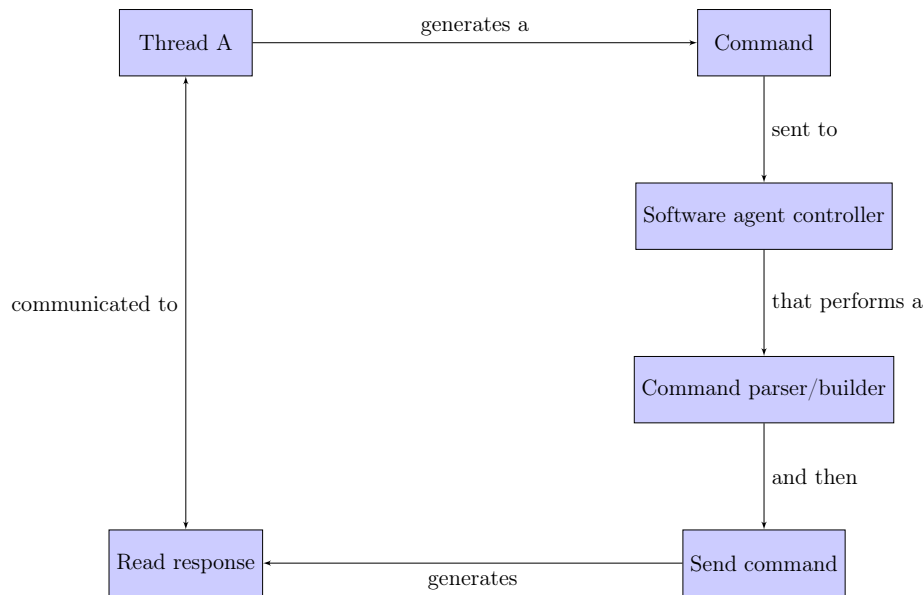 generates a
Thread A
Command
sent to
Software agent controller
communicated to
that performs a
Command parser/builder
and then
Read response
Send command
generates